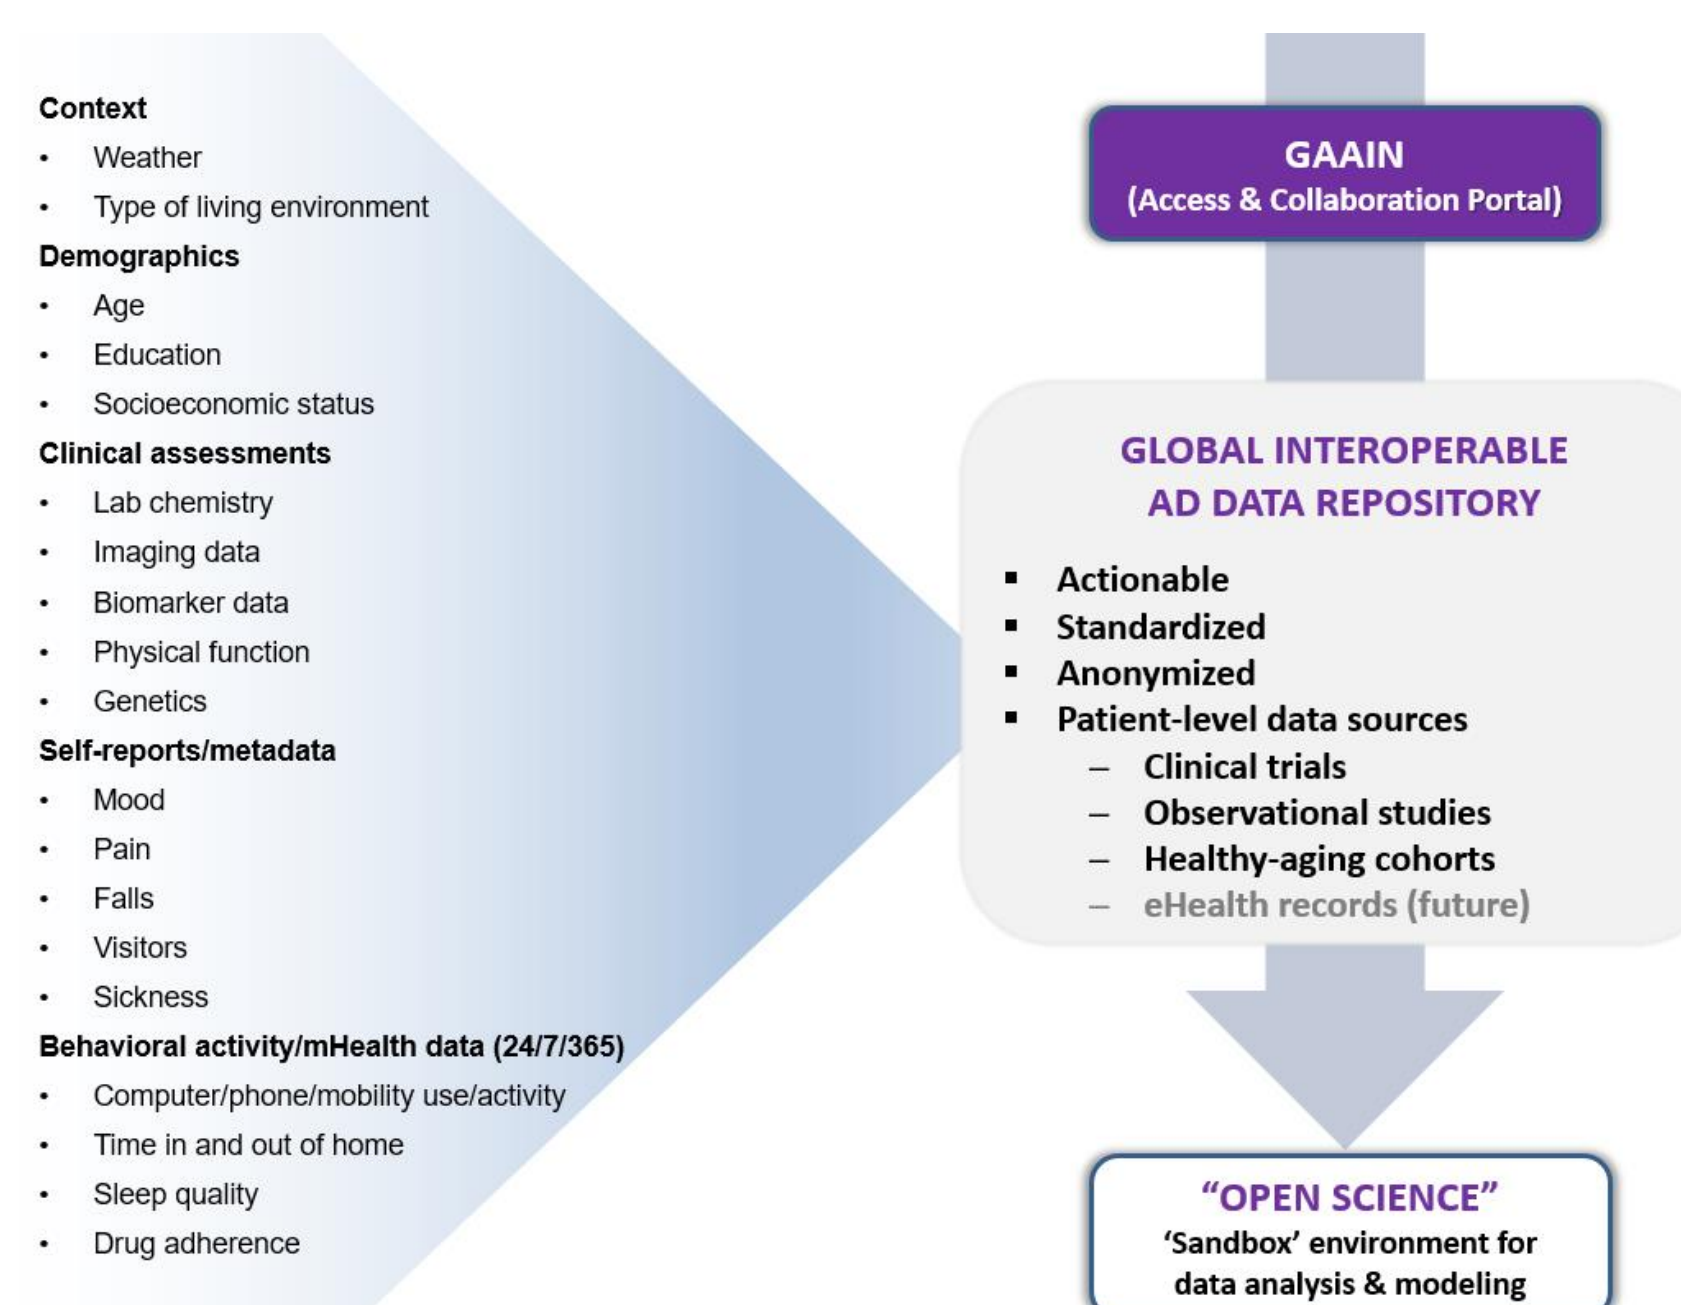 Context
• Weather
• Type of living environment
Demographics
• Age
• Education
• Socioeconomic status
Clinical assessments
• Lab chemistry
• Imaging data
• Biomarker data
• Physical function
• Genetics
Self-reports/metadata
• Mood
• Pain
• Falls
• Visitors
• Sickness
Behavioral activity/mHealth data (24/7/365)
• Computer/phone/mobility use/activity
• Time in and out of home
• Sleep quality
• Drug adherence
GAAIN
(Access & Collaboration Portal)
GLOBAL INTEROPERABLE
AD DATA REPOSITORY
▪ Actionable
▪ Standardized
▪ Anonymized
▪ Patient-level data sources
– Clinical trials
– Observational studies
– Healthy-aging cohorts
– eHealth records (future)
“OPEN SCIENCE”
‘Sandbox’ environment for
data analysis & modeling